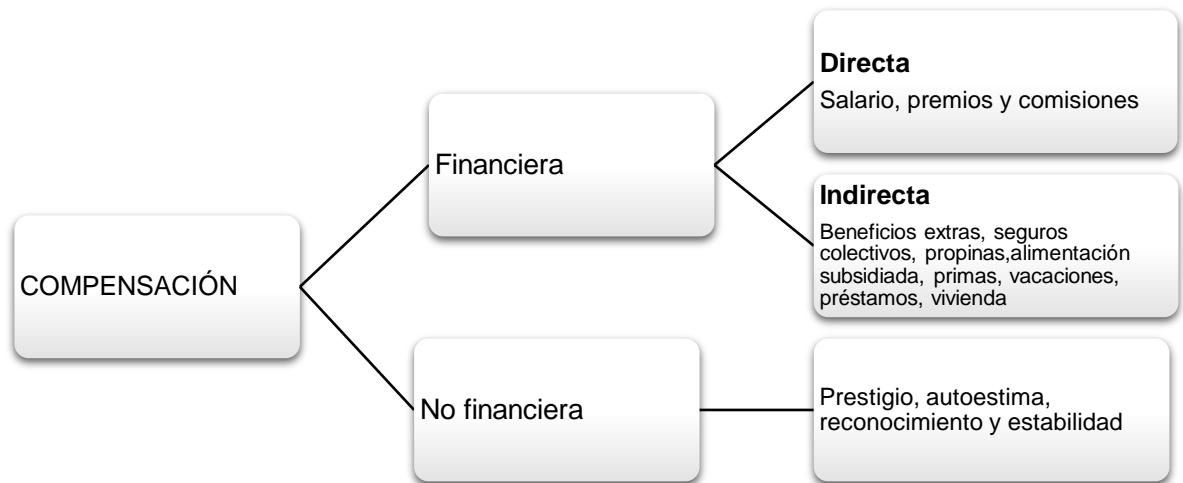 COMPENSACIÓN
Financiera
Directa
Salario, premios y comisiones
Indirecta
Beneficios extras, seguros
colectivos, propinas,alimentación
subsidiada, primas, vacaciones,
préstamos, vivienda
No financiera
Prestigio, autoestima,
reconocimiento y estabilidad